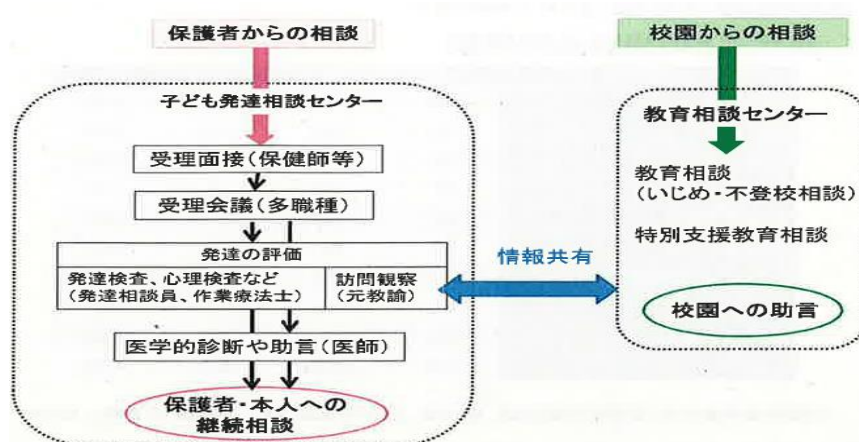 保護者からの相談
子ども発達相談センター
受理面接(保健師等)
受理会議(多職種)
発達の評価
発達検査、心理検査など
(発達相談員、作業療法士)
訪問観察
(元教諭)
医学的診断や助言(医師)
保護者・本人への
継続相談
情報共有
校園からの相談
教育相談センター
教育相談
(いじめ・不登校相談)
特別支援教育相談
校園への助言